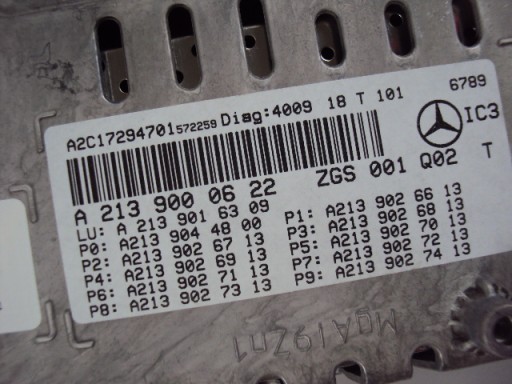 A2C17294701 572259 Diag:4009 18 T 101
6789
IC3
A 213 900 06 22 ZGS 001 Q02 T
LU: A 213 901 63 09
P0: A213 904 48 00 P1: A213 902 66 13
P2: A213 902 67 13 P3: A213 902 68 13
P4: A213 902 69 13 P5: A213 902 70 13
P6: A213 902 71 13 P7: A213 902 72 13
P8: A213 902 73 13 P9: A213 902 74 13